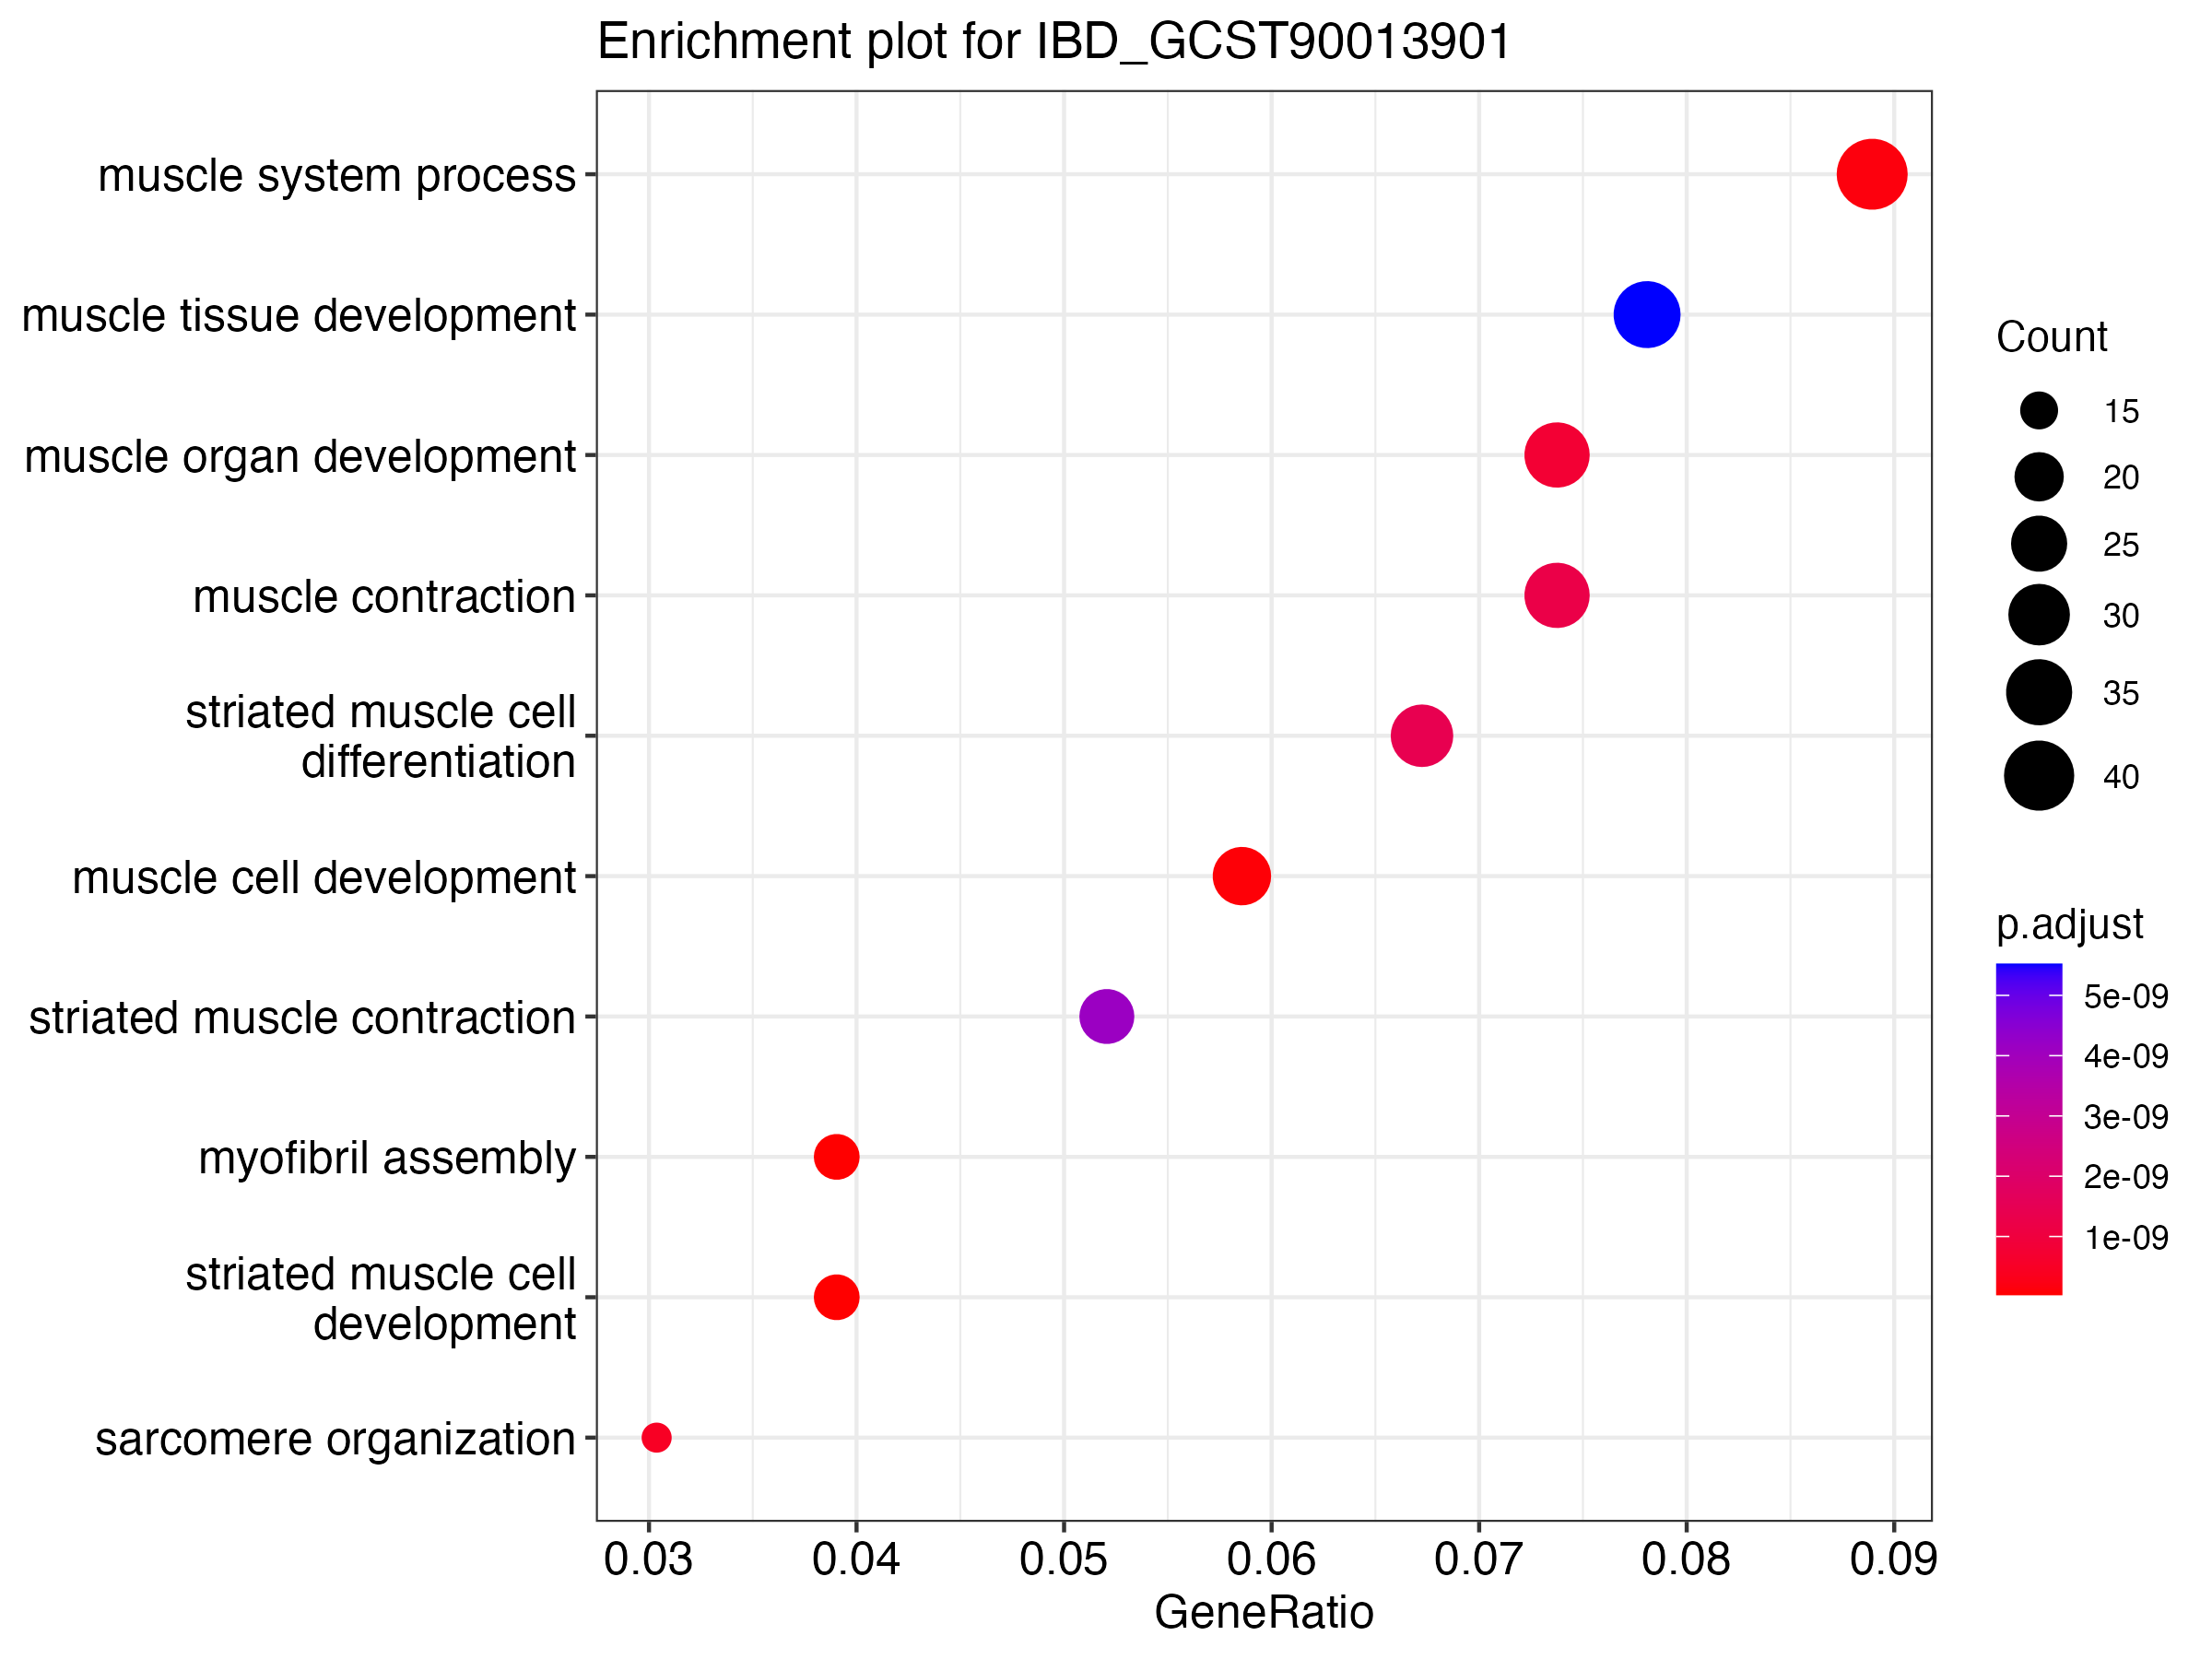 Enrichment plot for IBD_GCST90013901
muscle system process
muscle tissue development
muscle organ development
muscle contraction
striated muscle cell
differentiation
muscle cell development
striated muscle contraction
myofibril assembly
striated muscle cell
development
sarcomere organization
0.03 0.04 0.05 0.06 0.07 0.08 0.09
GeneRatio
Count
15
20
25
30
35
40
p.adjust
5e-09
4e-09
3e-09
2e-09
1e-09